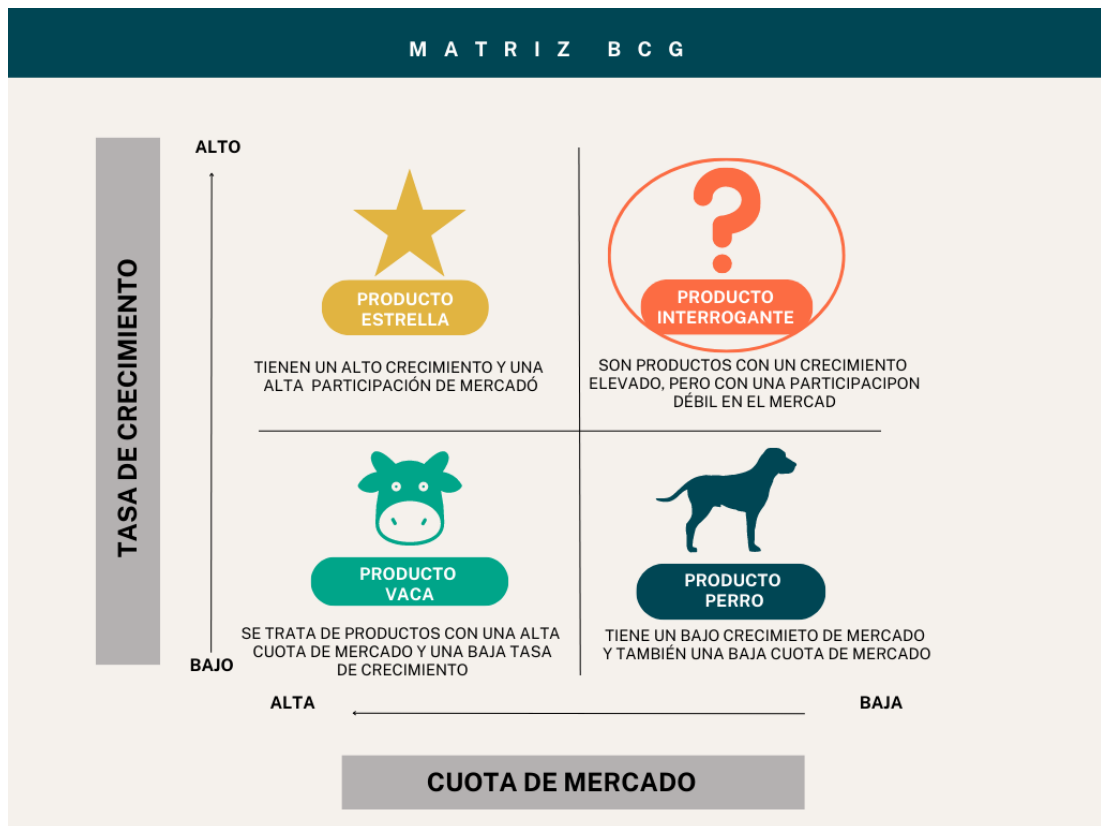 MATRIZ BCG
ALTO
TASA DE CRECIMIENTO
PRODUCTO
ESTRELLA
TIENEN UN ALTO CRECIMIENTO Y UNA
ALTA PARTICIPACIÓN DE MERCADÓ
?
PRODUCTO
INTERROGANTE
SON PRODUCTOS CON UN CRECIMIENTO
ELEVADO, PERO CON UNA PARTICIPACIPON
DÉBIL EN EL MERCAD
PRODUCTO
VACA
SE TRATA DE PRODUCTOS CON UNA ALTA
CUOTA DE MERCADO Y UNA BAJA TASA
DE CRECIMIENTO
PRODUCTO
PERRO
TIENE UN BAJO CRECIMIETO DE MERCADO
Y TAMBIÉN UNA BAJA CUOTA DE MERCADO
BAJO
ALTA
BAJA
CUOTA DE MERCADO